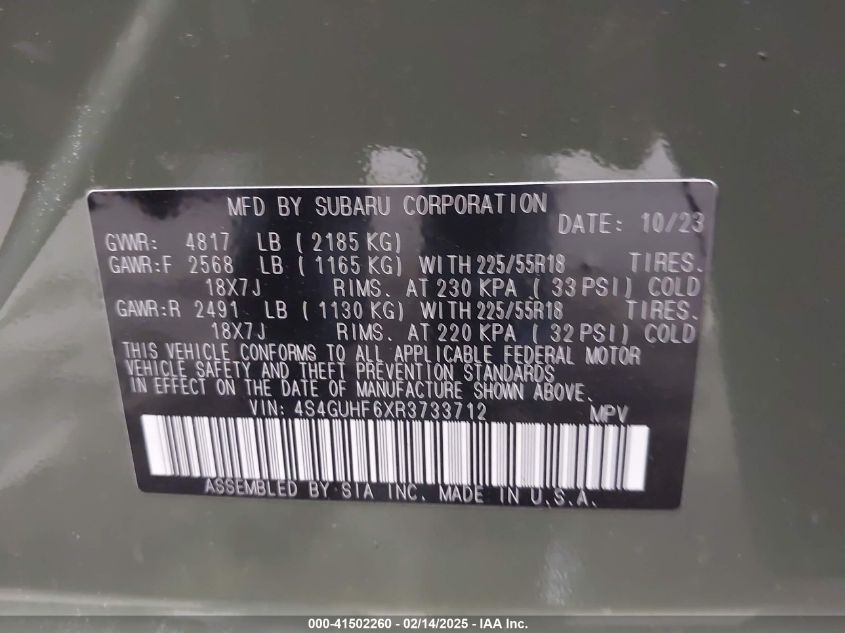 MFD BY SUBARU CORPORATION
DATE: 10/23
GVWR: 4817 LB ( 2185 KG)
GAWR:F 2568 LB ( 1165 KG) WITH 225/55R18 TIRES.
18X7J RIMS. AT 230 KPA ( 33 PSI) COLD
GAWR:R 2491 LB ( 1130 KG) WITH 225/55R18 TIRES.
18X7J RIMS. AT 220 KPA ( 32 PSI) COLD
THIS VEHICLE CONFORMS TO ALL APPLICABLE FEDERAL MOTOR
VEHICLE SAFETY AND THEFT PREVENTION STANDARDS
IN EFFECT ON THE DATE OF MANUFACTURE SHOWN ABOVE.
VIN: 4S4GUHF6XR3733712 MPV
ASSEMBLED BY SIA INC. MADE IN U.S.A.
000-41502260 - 02/14/2025 - IAA Inc.